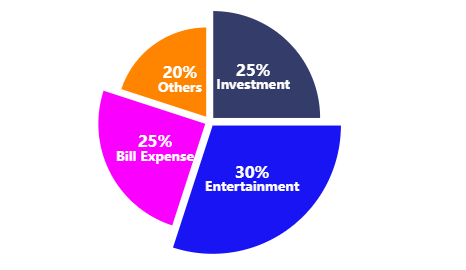 25%
Investment
20%
Others
25%
Bill Expense
30%
Entertainment